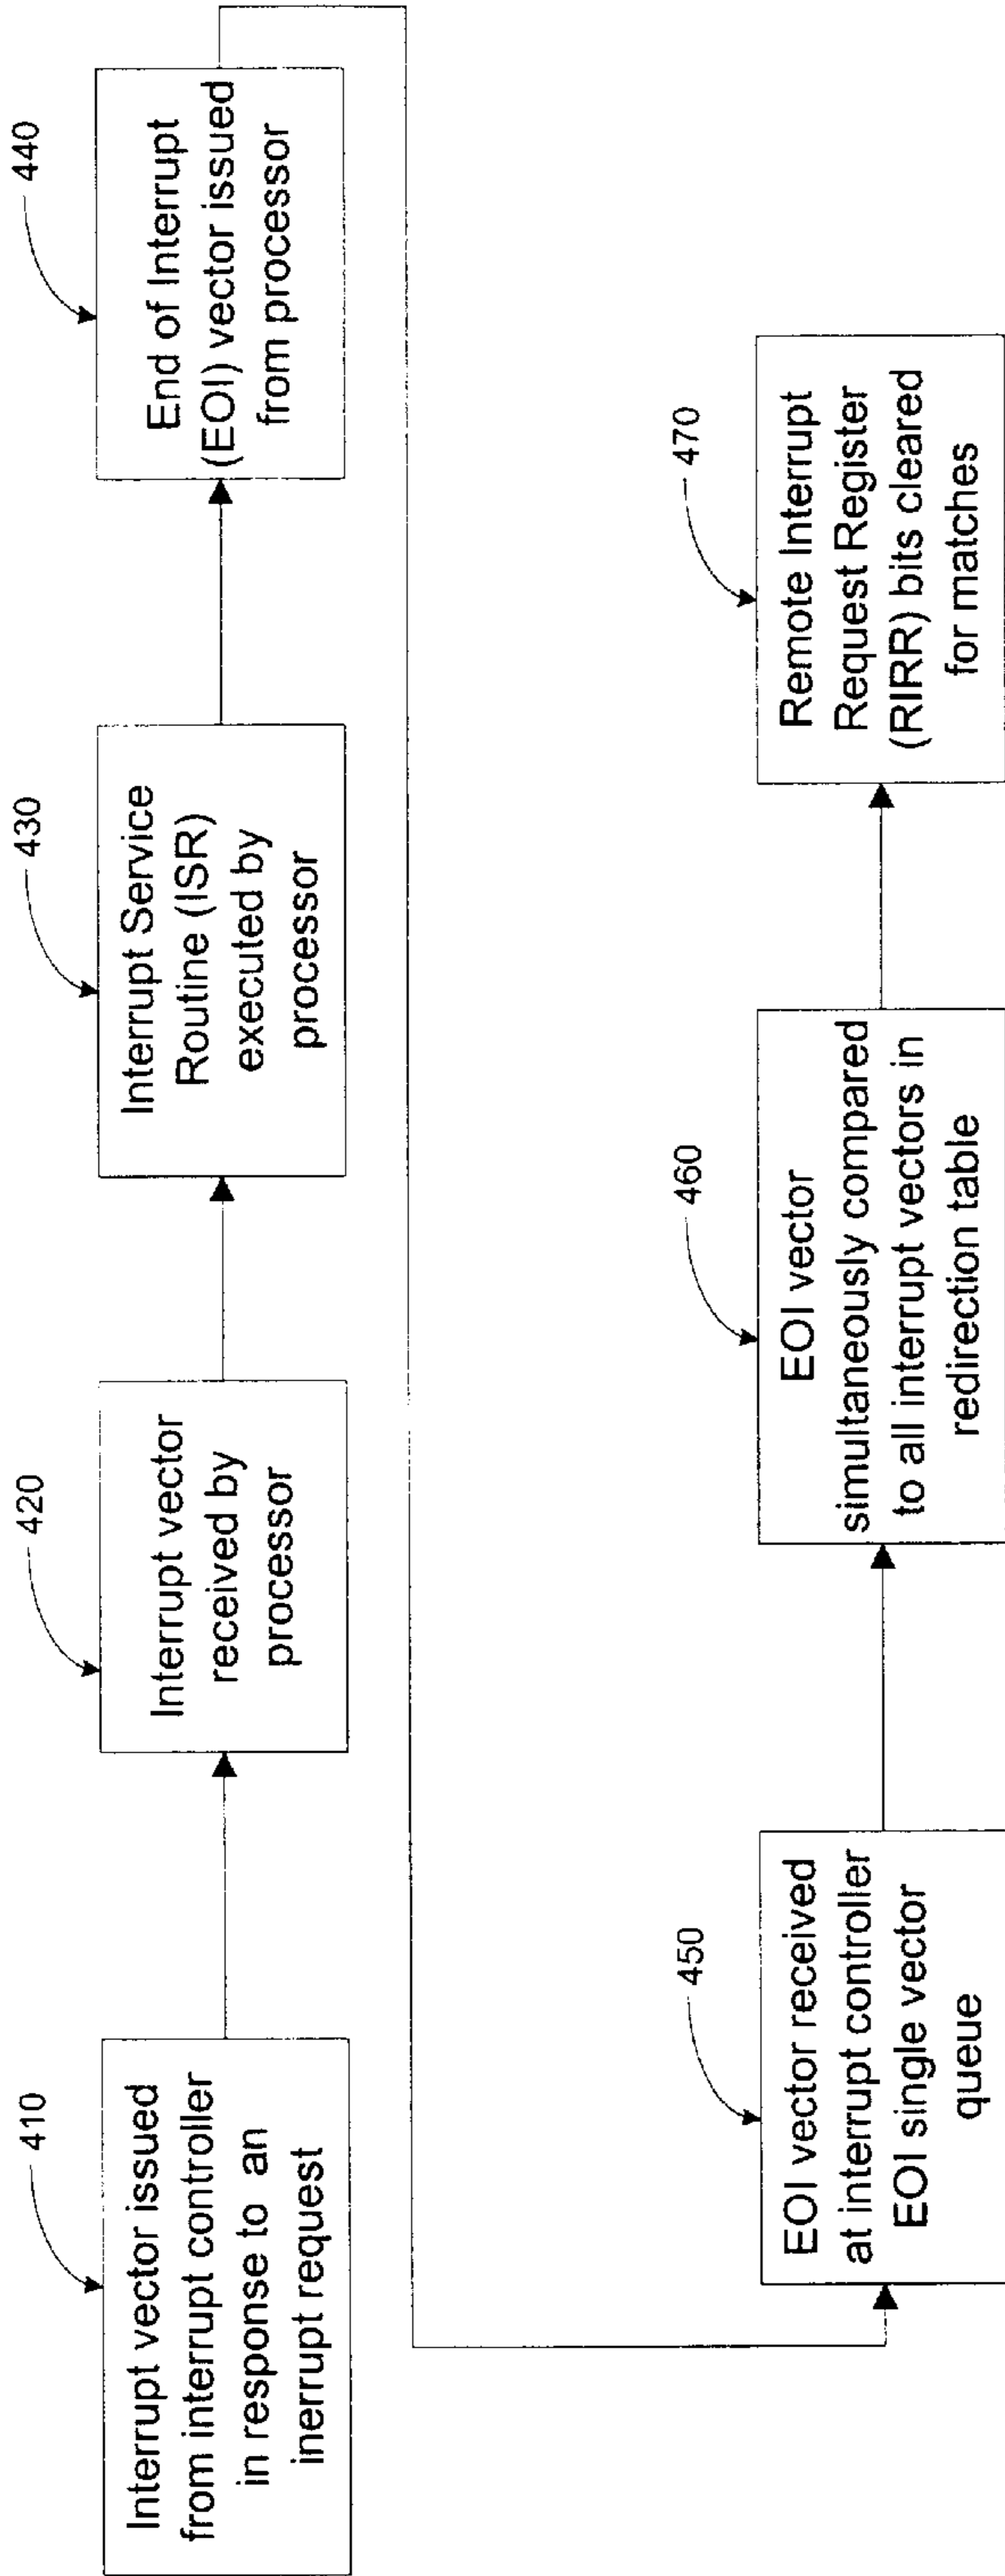 410
Interrupt vector issued
from interrupt controller
in response to an
inerrupt request
420
Interrupt vector
received by
processor
430
Interrupt Service
Routine (ISR)
executed by
processor
440
End of Interrupt
(EOI) vector issued
from processor
450
EOI vector received
at interrupt controller
EOI single vector
queue
460
EOI vector
simultaneously compared
to all interrupt vectors in
redirection table
470
Remote Interrupt
Request Register
(RIRR) bits cleared
for matches